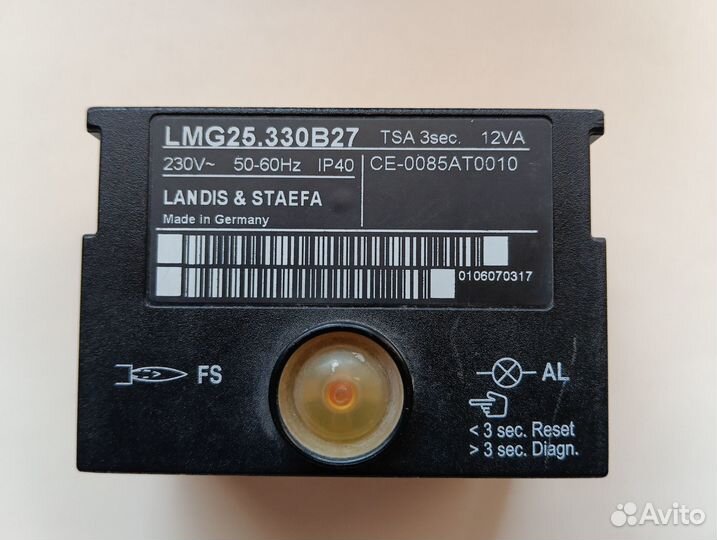 LMG25.330B27 TSA 3sec. 12VA
230V~ 50-60Hz IP40 CE-0085AT0010
LANDIS & STAEFA
Made in Germany
0106070317
FS
AL
< 3 sec. Reset
> 3 sec. Diagn.
Avito